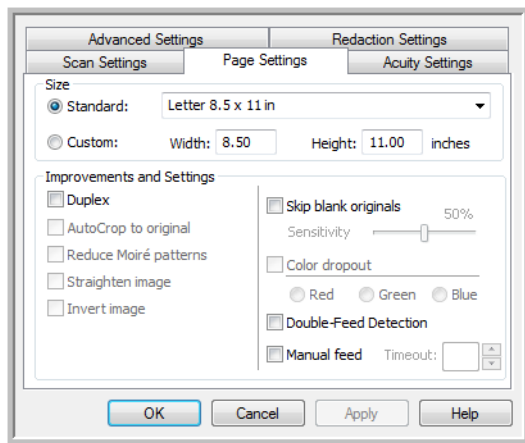 Advanced Settings Redaction Settings
Scan Settings Page Settings Acuity Settings
Size
Standard: Letter 8.5 x 11 in
Custom: Width: 8.50 Height: 11.00 inches
Improvements and Settings
Duplex
AutoCrop to original
Reduce Moiré patterns
Straighten image
Invert image
Skip blank originals 50%
Sensitivity
Color dropout
Red Green Blue
Double-Feed Detection
Manual feed Timeout:
OK Cancel Apply Help